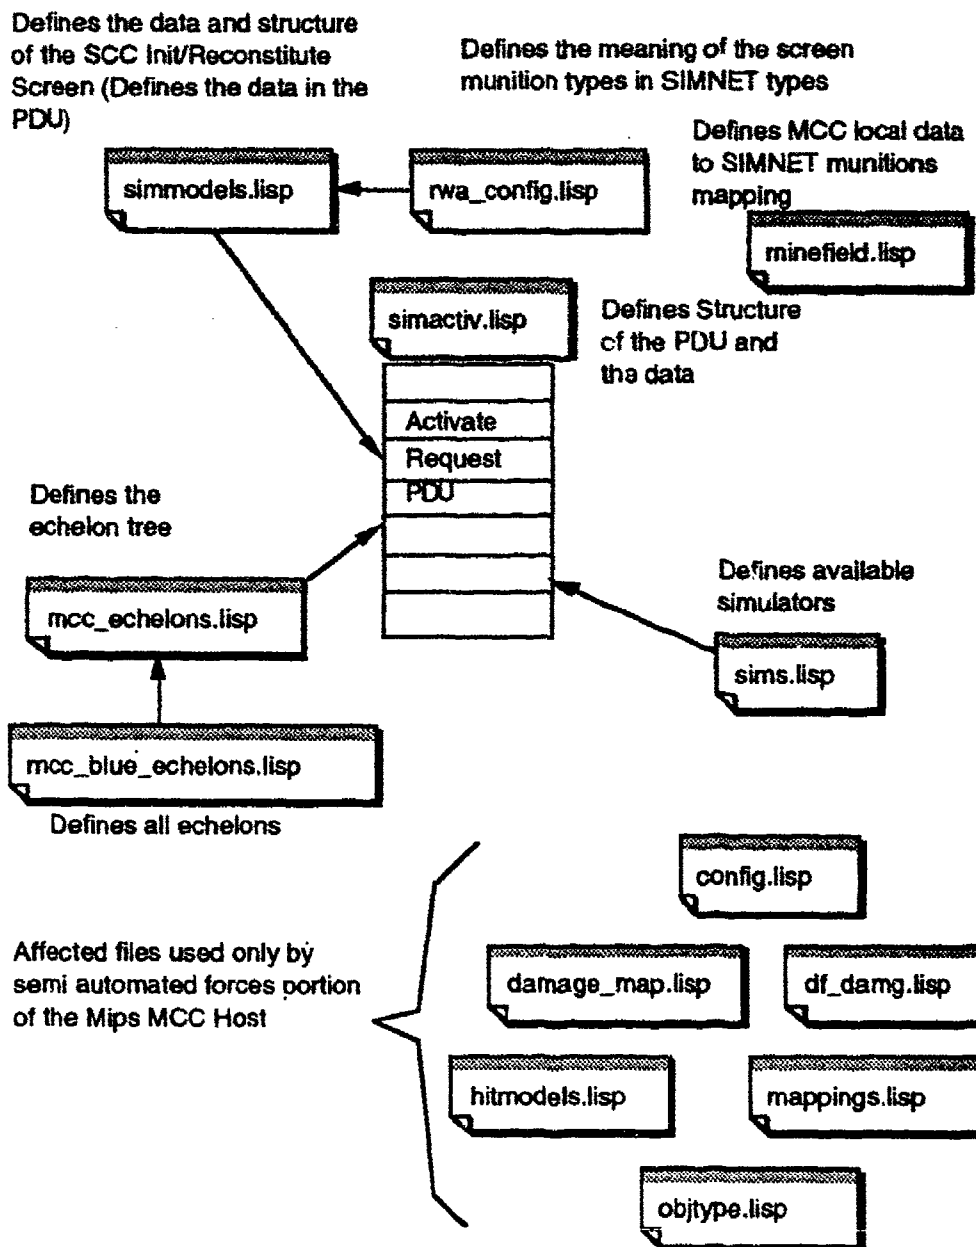 Defines the data and structure
of the SCC Init/Reconstitute
Screen (Defines the data in the
PDU)
Defines the meaning of the screen
munition types in SIMNET types
Defines MCC local data
to SIMNET munitions
mapping
simmodels.lisp
rwa_config.lisp
minefield.lisp
simactiv.lisp
Defines Structure
of the PDU and
the data
Activate
Request
PDU
Defines the
echelon tree
mcc_echelons.lisp
Defines available
simulators
sims.lisp
mcc_blue_echelons.lisp
Defines all echelons
config.lisp
Affected files used only by
semi automated forces portion
of the Mips MCC Host
damage_map.lisp
df_damg.lisp
hitmodels.lisp
mappings.lisp
objtype.lisp